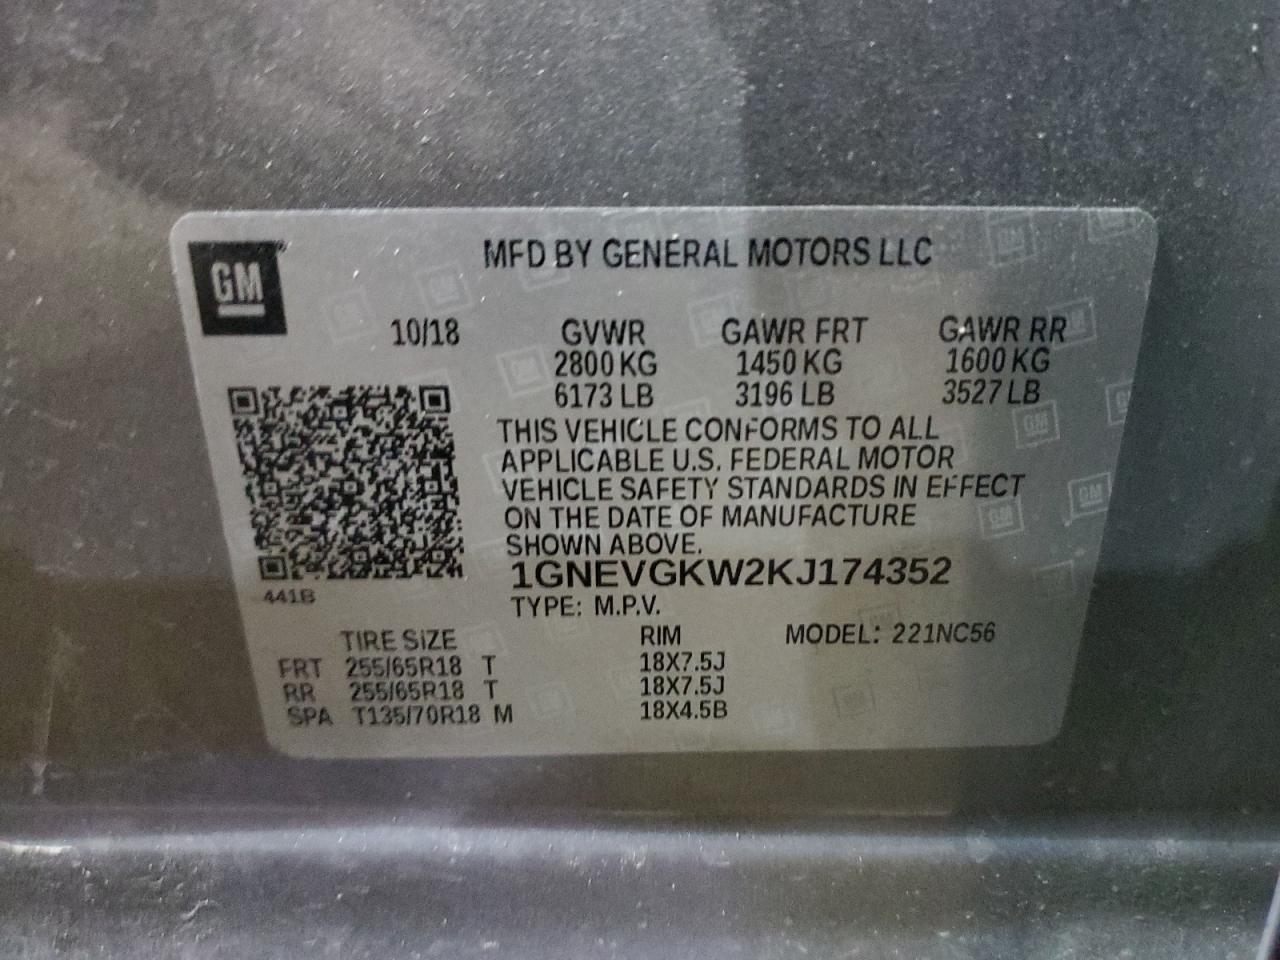 GM
MFD BY GENERAL MOTORS LLC
10/18 GVWR GAWR FRT GAWR RR
2800 KG 1450 KG 1600 KG
6173 LB 3196 LB 3527 LB
THIS VEHICLE CONFORMS TO ALL
APPLICABLE U.S. FEDERAL MOTOR
VEHICLE SAFETY STANDARDS IN EFFECT
ON THE DATE OF MANUFACTURE
SHOWN ABOVE.
1GNEVGKW2KJ174352
441B
TYPE: M.P.V.
TIRE SIZE RIM MODEL: 221NC56
FRT 255/65R18 T 18X7.5J
RR 255/65R18 T 18X7.5J
SPA T135/70R18 M 18X4.5B